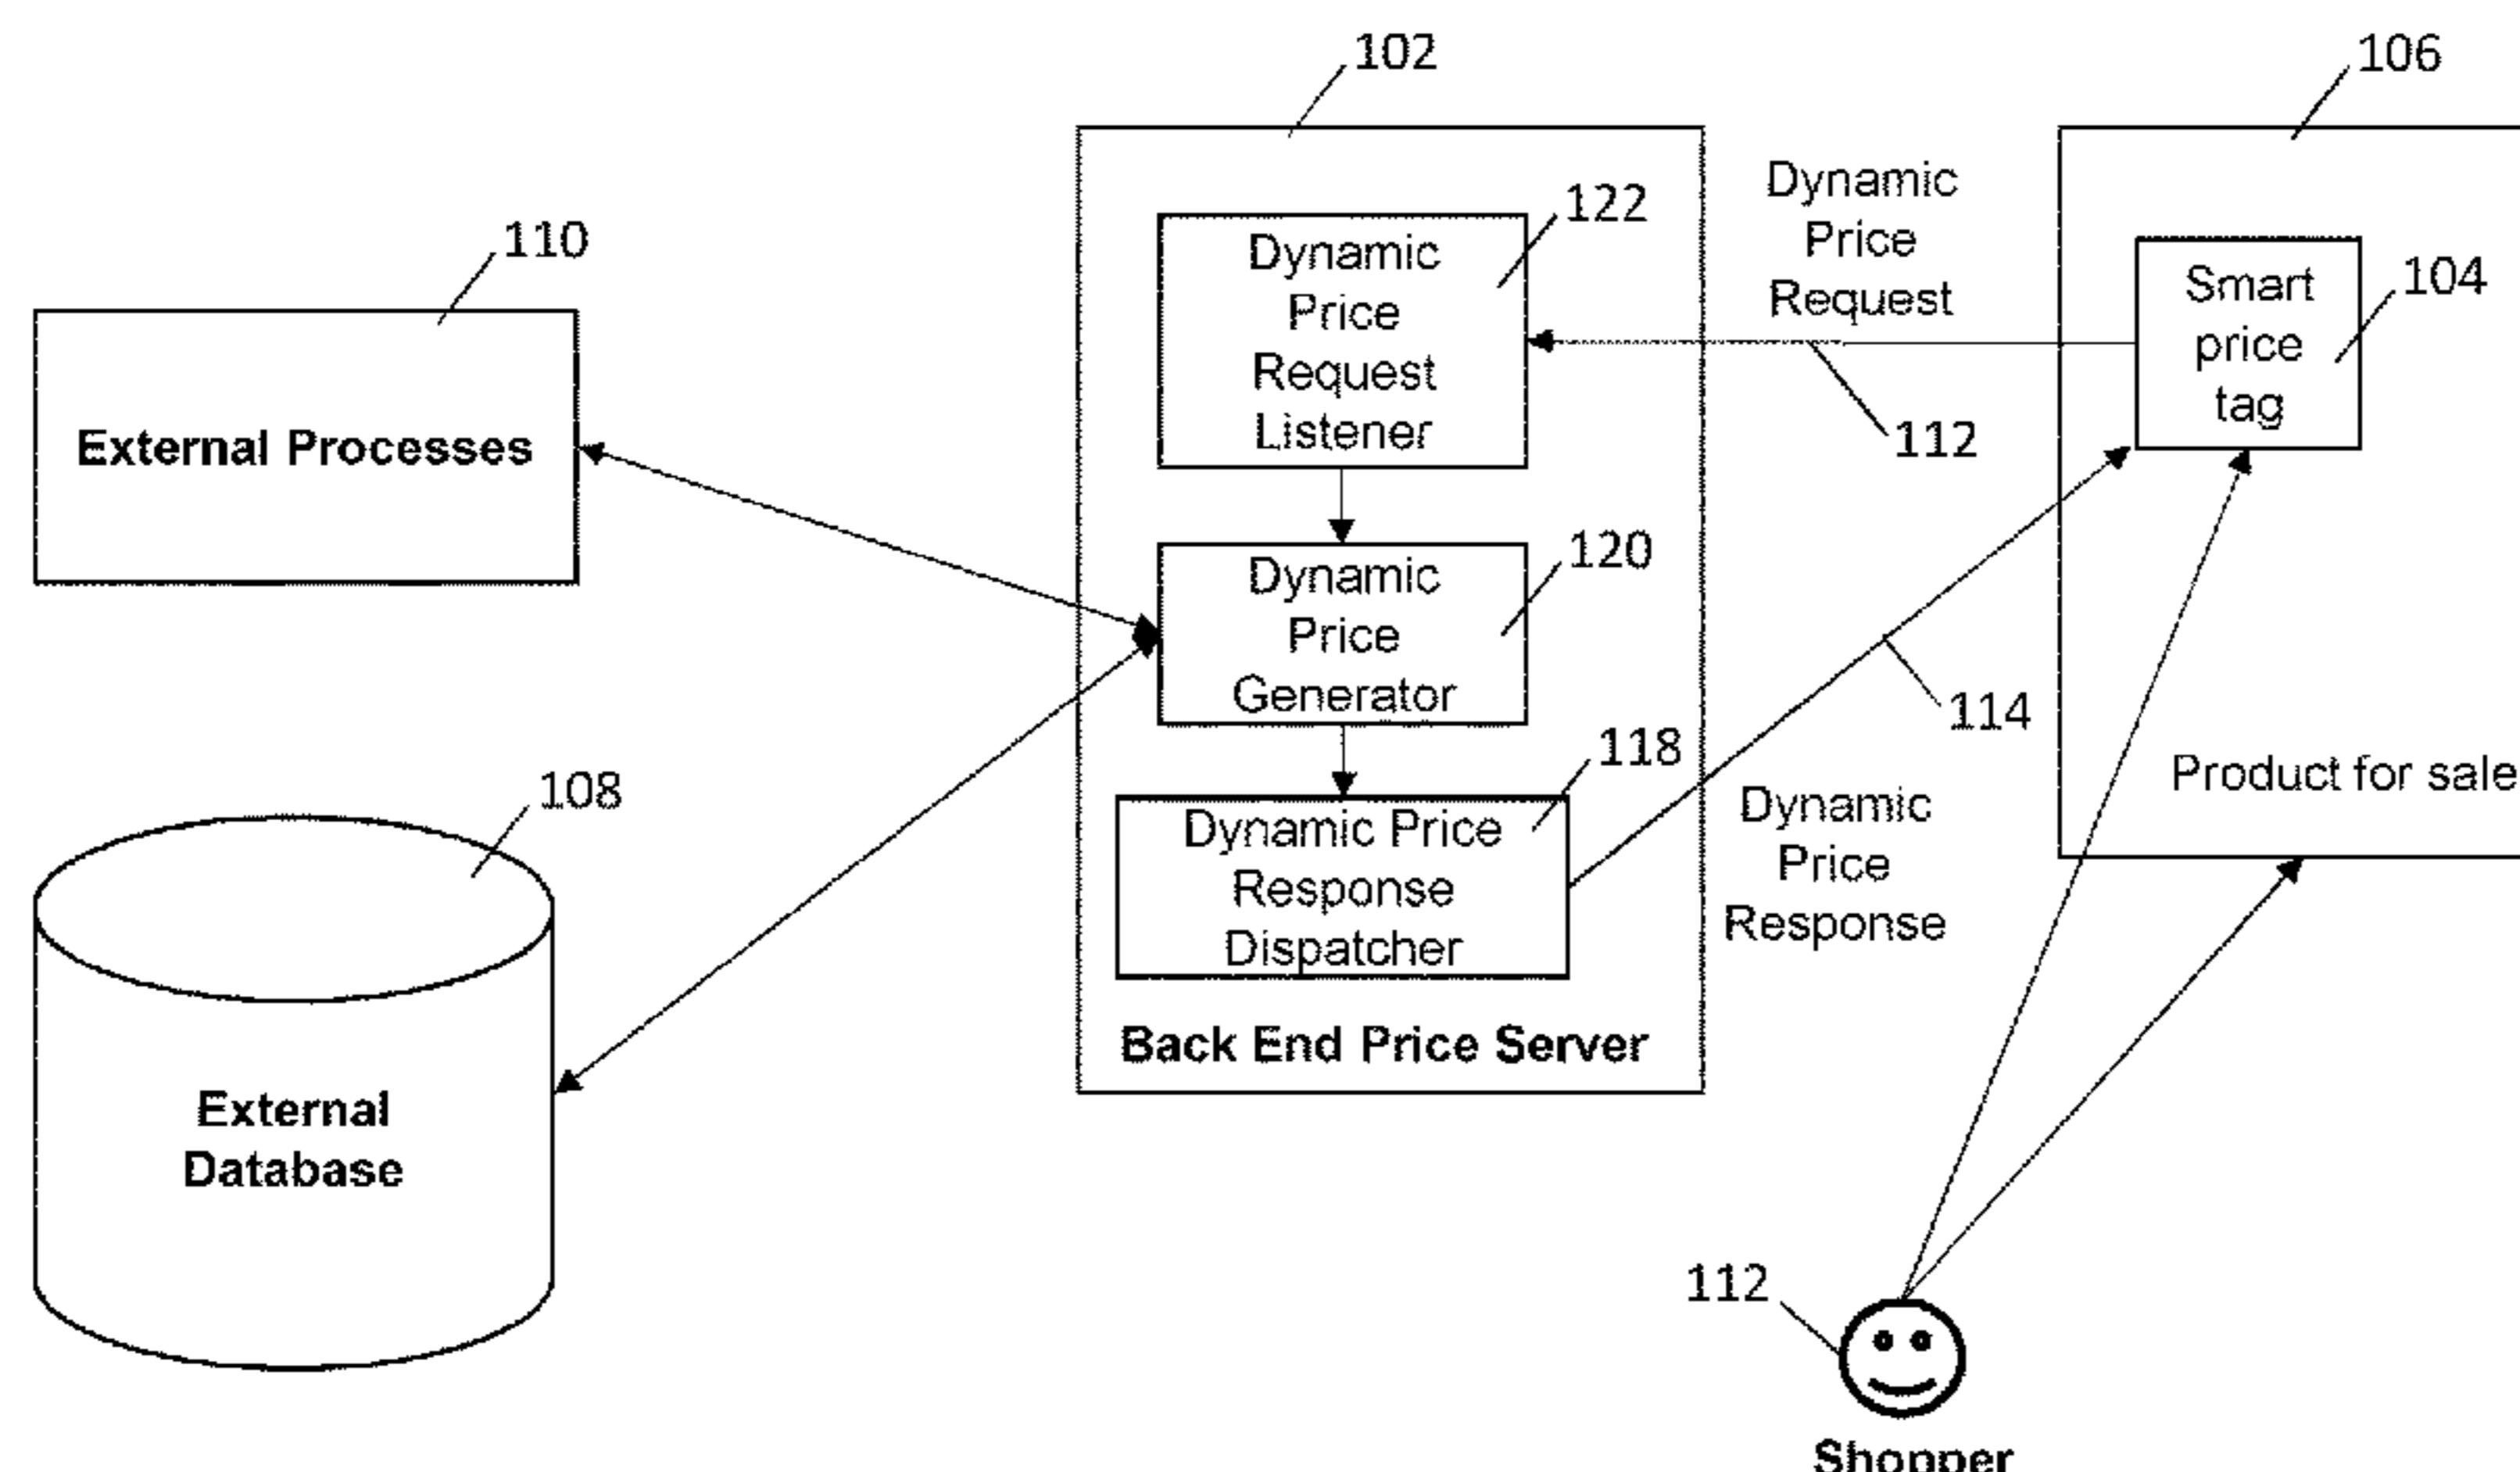 102
106
122
Dynamic
Price
Request
Listener
Dynamic
Price
Request
Smart
price
tag
104
112
110
External Processes
120
Dynamic
Price
Generator
114
118
Dynamic Price
Response
Dispatcher
Back End Price Server
Product for sale
Dynamic
Price
Response
108
External
Database
112
Shopper